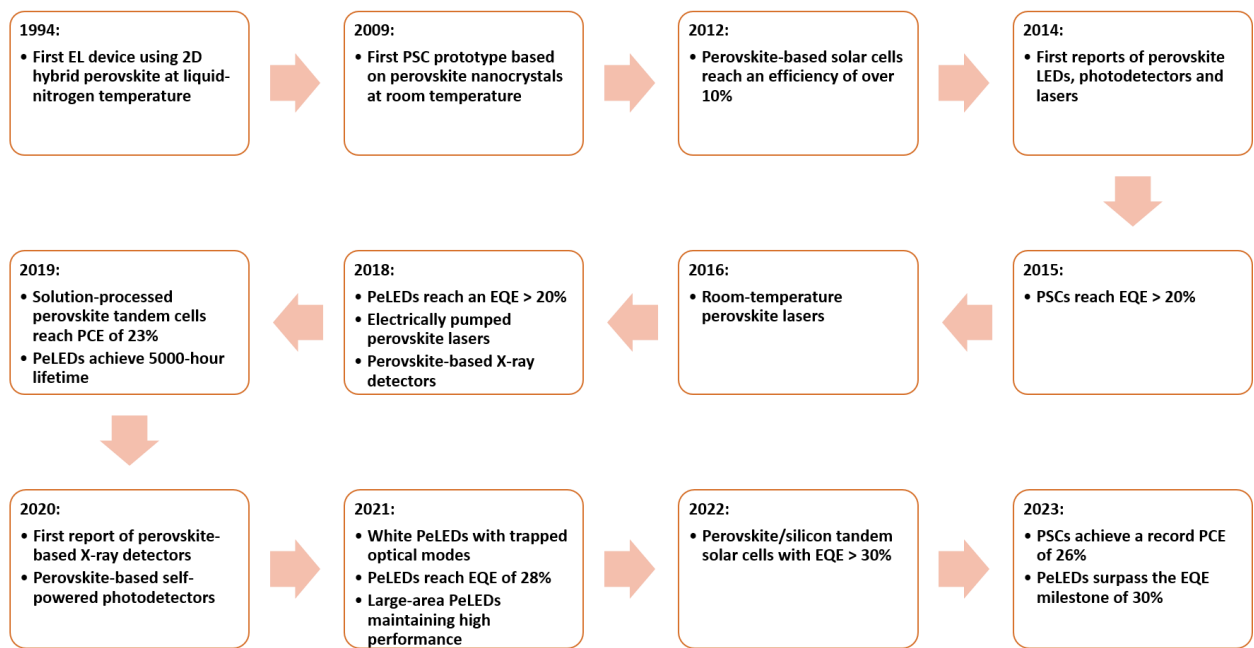 1994:
• First EL device using 2D
hybrid perovskite at liquid-
nitrogen temperature
2009:
• First PSC prototype based
on perovskite nanocrystals
at room temperature
2012:
• Perovskite-based solar cells
reach an efficiency of over
10%
2014:
• First reports of perovskite
LEDs, photodetectors and
lasers
2015:
• PSCs reach EQE > 20%
2016:
• Room-temperature
perovskite lasers
2018:
• PeLEDs reach an EQE > 20%
• Electrically pumped
perovskite lasers
• Perovskite-based X-ray
detectors
2019:
• Solution-processed
perovskite tandem cells
reach PCE of 23%
• PeLEDs achieve 5000-hour
lifetime
2020:
• First report of perovskite-
based X-ray detectors
• Perovskite-based self-
powered photodetectors
2021:
• White PeLEDs with trapped
optical modes
• PeLEDs reach EQE of 28%
• Large-area PeLEDs
maintaining high
performance
2022:
• Perovskite/silicon tandem
solar cells with EQE > 30%
2023:
• PSCs achieve a record PCE
of 26%
• PeLEDs surpass the EQE
milestone of 30%